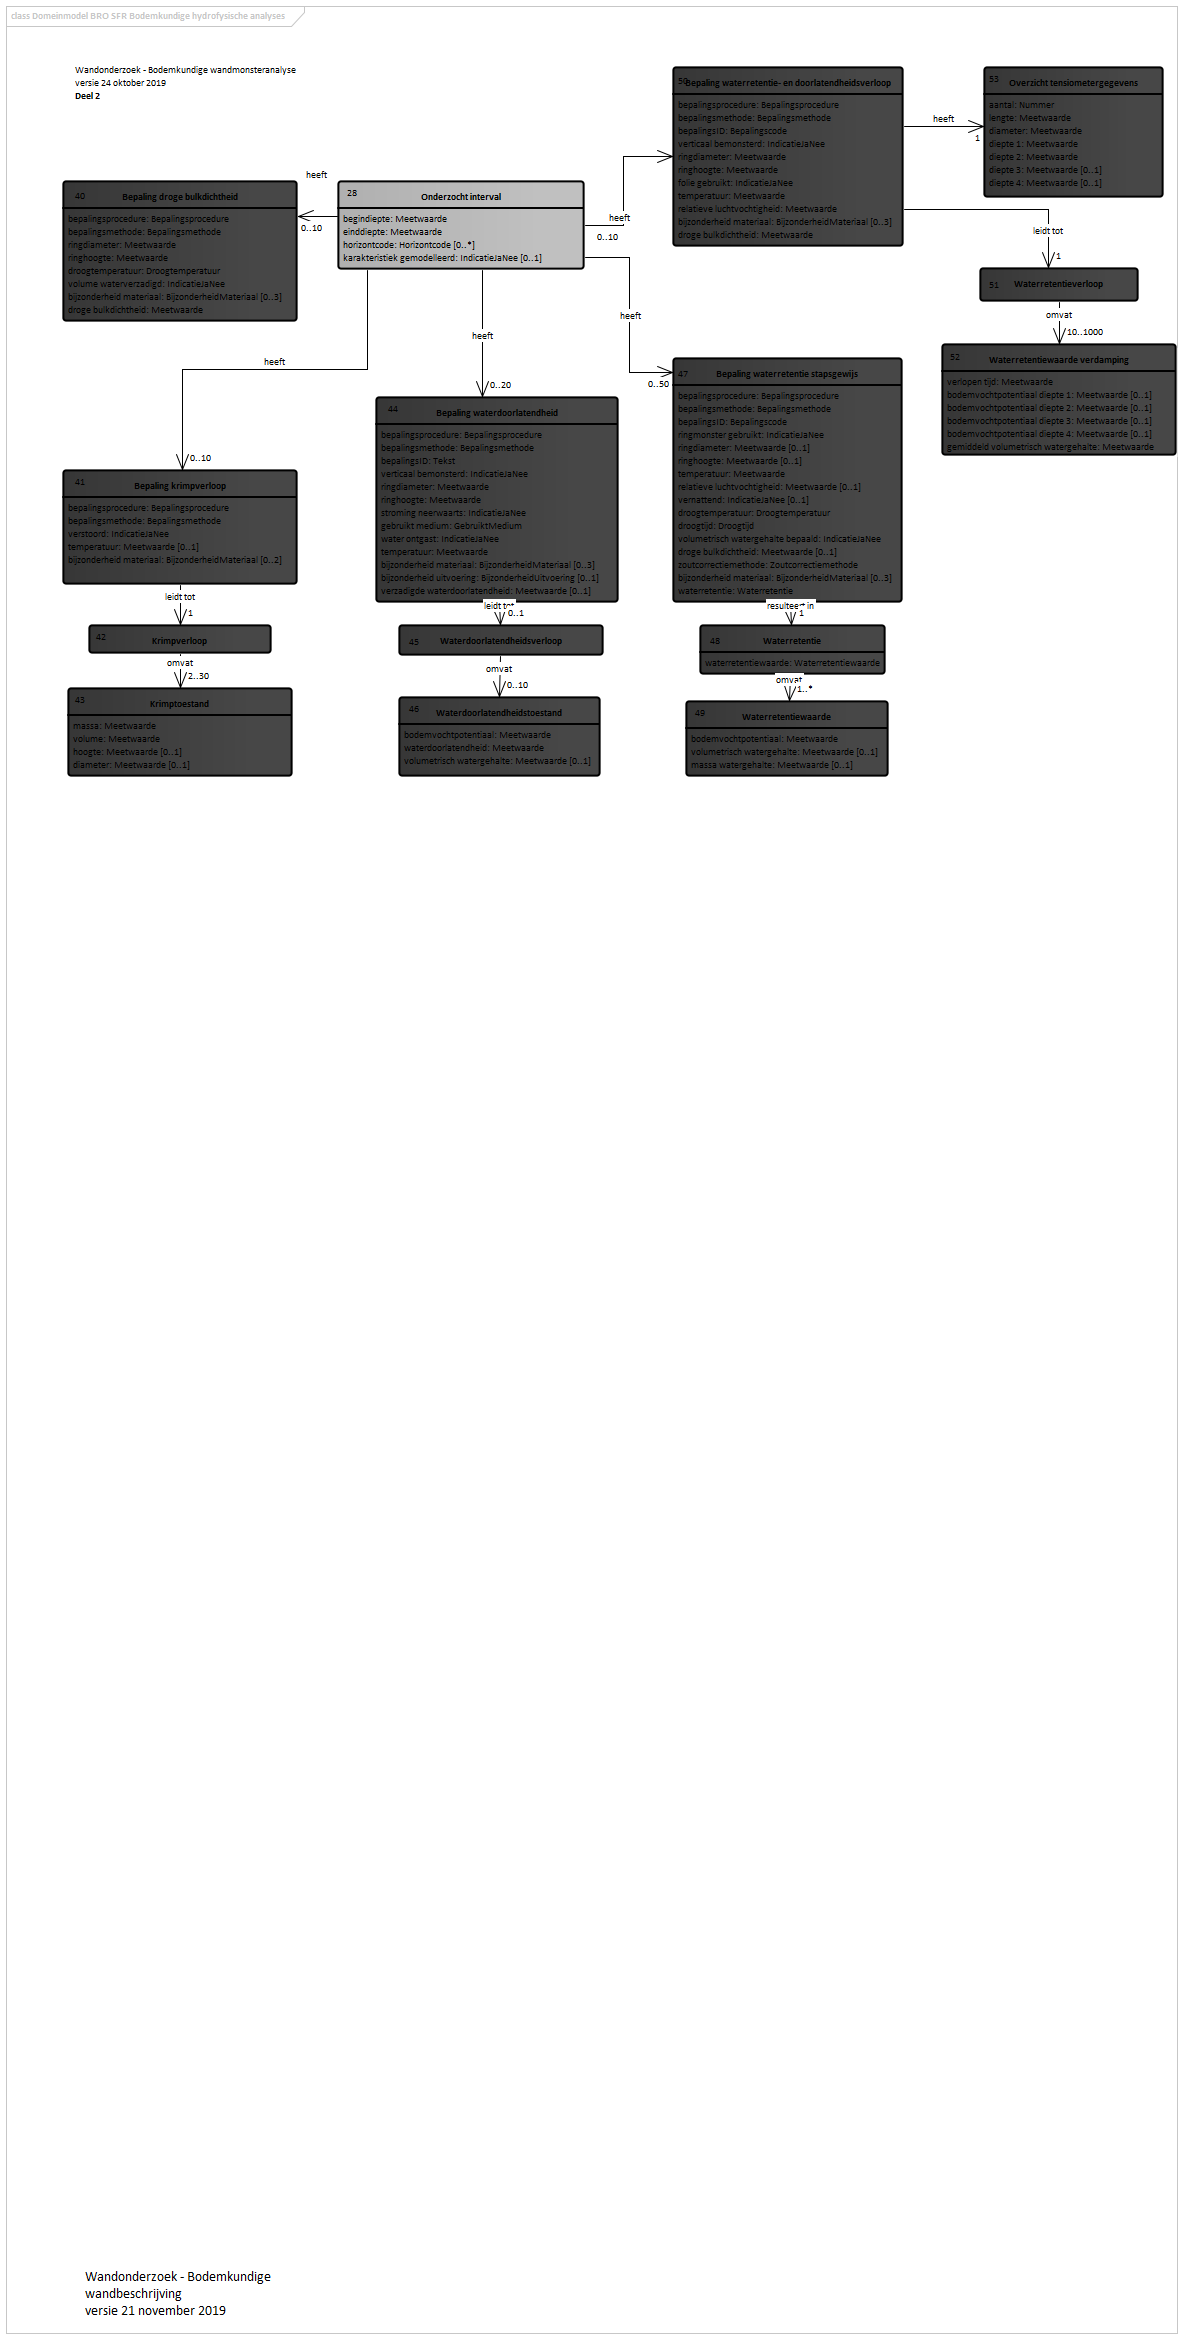 class Domeinmodel BRO SFR Bodemkundige hydrofysische analyses
Wandonderzoek - Bodemkundige wandmonsteranalyse
versie 24 oktober 2019
Deel 2
50
Bepaling waterretentie- en doorlatendheidsverloop
bepalingsprocedure: Bepalingsprocedure
bepalingsmethode: Bepalingsmethode
bepalingsID: Bepalingscode
verticaal bemonsterd: IndicatieJaNee
ringdiameter: Meetwaarde
ringhoogte: Meetwaarde
folie gebruikt: IndicatieJaNee
temperatuur: Meetwaarde
relatieve luchtvochtigheid: Meetwaarde
bijzonderheid materiaal: BijzonderheidMateriaal [0..3]
droge bulkdichtheid: Meetwaarde
heeft
1
53
Overzicht tensiometergegevens
aantal: Nummer
lengte: Meetwaarde
diameter: Meetwaarde
diepte 1: Meetwaarde
diepte 2: Meetwaarde
diepte 3: Meetwaarde [0..1]
diepte 4: Meetwaarde [0..1]
40
Bepaling droge bulkdichtheid
bepalingsprocedure: Bepalingsprocedure
bepalingsmethode: Bepalingsmethode
ringdiameter: Meetwaarde
ringhoogte: Meetwaarde
droogtemperatuur: Droogtemperatuur
volume waterverzadigd: IndicatieJaNee
bijzonderheid materiaal: BijzonderheidMateriaal [0..3]
droge bulkdichtheid: Meetwaarde
heeft
0..10
28
Onderzocht interval
begindiepte: Meetwaarde
einddiepte: Meetwaarde
horizontcode: Horizontcode [0..*]
karakteristiek gemodelleerd: IndicatieJaNee [0..1]
heeft
0..10
leidt tot
1
51
Waterretentieverloop
omvat
10..1000
52
Waterretentiewaarde verdamping
verlopen tijd: Meetwaarde
bodemvochtpotentiaal diepte 1: Meetwaarde [0..1]
bodemvochtpotentiaal diepte 2: Meetwaarde [0..1]
bodemvochtpotentiaal diepte 3: Meetwaarde [0..1]
bodemvochtpotentiaal diepte 4: Meetwaarde [0..1]
gemiddeld volumetrisch watergehalte: Meetwaarde
heeft
0..10
heeft
0..20
heeft
0..50
41
Bepaling krimpverloop
bepalingsprocedure: Bepalingsprocedure
bepalingsmethode: Bepalingsmethode
verstoord: IndicatieJaNee
temperatuur: Meetwaarde [0..1]
bijzonderheid materiaal: BijzonderheidMateriaal [0..2]
44
Bepaling waterdoorlatendheid
bepalingsprocedure: Bepalingsprocedure
bepalingsmethode: Bepalingsmethode
bepalingsID: Tekst
verticaal bemonsterd: IndicatieJaNee
ringdiameter: Meetwaarde
ringhoogte: Meetwaarde
stroming neerwaarts: IndicatieJaNee
gebruikt medium: GebruiktMedium
water ontgast: IndicatieJaNee
temperatuur: Meetwaarde
bijzonderheid materiaal: BijzonderheidMateriaal [0..3]
bijzonderheid uitvoering: BijzonderheidUitvoering [0..1]
verzadigde waterdoorlatendheid: Meetwaarde [0..1]
47
Bepaling waterretentie stapsgewijs
bepalingsprocedure: Bepalingsprocedure
bepalingsmethode: Bepalingsmethode
bepalingsID: Bepalingscode
ringmonster gebruikt: IndicatieJaNee
ringdiameter: Meetwaarde [0..1]
ringhoogte: Meetwaarde [0..1]
temperatuur: Meetwaarde
relatieve luchtvochtigheid: Meetwaarde [0..1]
vernattend: IndicatieJaNee [0..1]
droogtemperatuur: Droogtemperatuur
droogtijd: Droogtijd
volumetrisch watergehalte bepaald: IndicatieJaNee
droge bulkdichtheid: Meetwaarde [0..1]
zoutcorrectiemethode: Zoutcorrectiemethode
bijzonderheid materiaal: BijzonderheidMateriaal [0..3]
waterretentie: Waterretentie
leidt tot
1
leidt tot
0..1
resulteert in
1
42
Krimpverloop
45
Waterdoorlatendheidsverloop
48
Waterretentie
waterretentiewaarde: Waterretentiewaarde
omvat
2..30
omvat
0..10
omvat
1..*
43
Krimptoestand
massa: Meetwaarde
volume: Meetwaarde
hoogte: Meetwaarde [0..1]
diameter: Meetwaarde [0..1]
46
Waterdoorlatendheidstoestand
bodemvochtpotentiaal: Meetwaarde
waterdoorlatendheid: Meetwaarde
volumetrisch watergehalte: Meetwaarde [0..1]
49
Waterretentiewaarde
bodemvochtpotentiaal: Meetwaarde
volumetrisch watergehalte: Meetwaarde [0..1]
massa watergehalte: Meetwaarde [0..1]
Wandonderzoek - Bodemkundige
wandbeschrijving
versie 21 november 2019